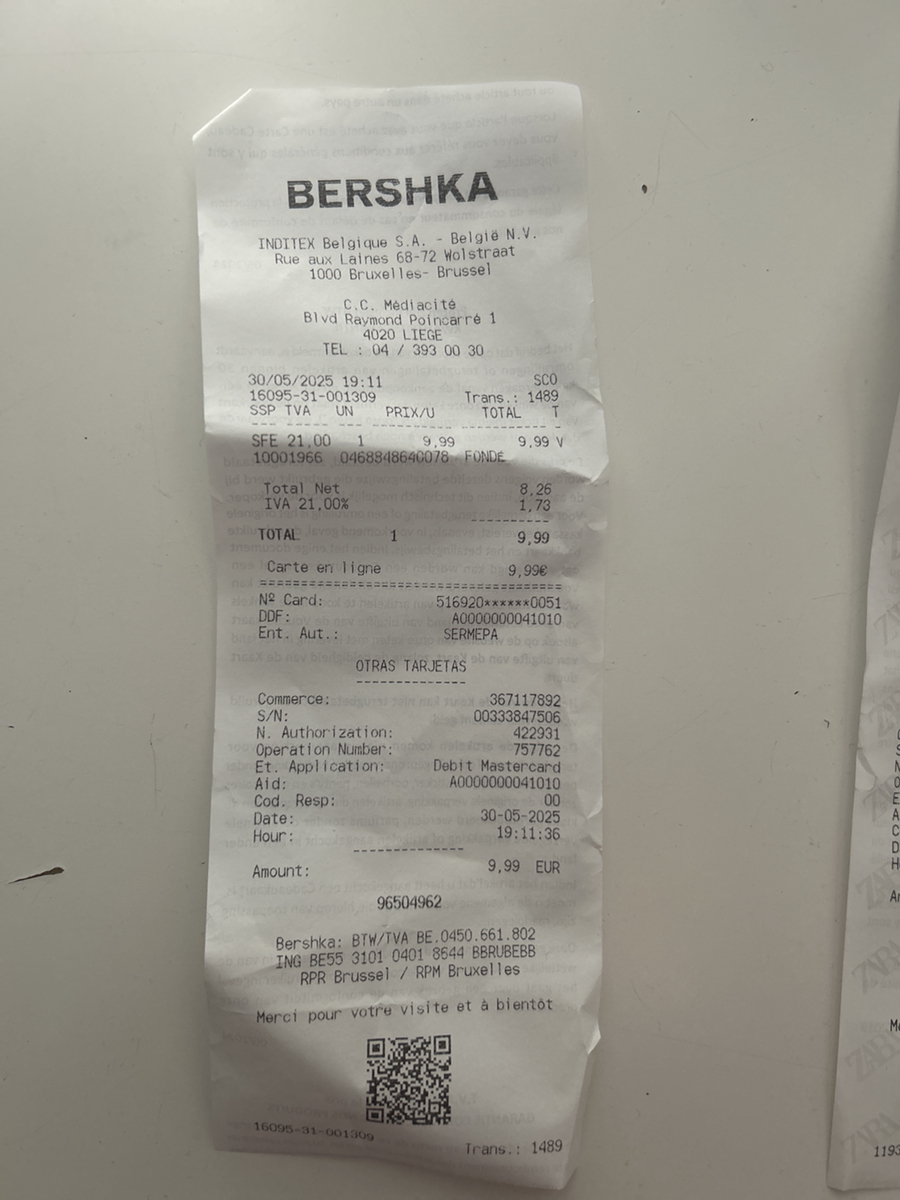 BERSHKA
INDITEX Belgique S.A. - België N.V.
Rue aux Laines 68-72 Wolstraat
1000 Bruxelles- Brussel
C.C. Médiacité
Blvd Raymond Poincarré 1
4020 LIEGE
TEL : 04 / 393 00 30
30/05/2025 19:11 SCO
16095-31-001309 Trans.: 1489
SSP TVA UN PRIX/U TOTAL T
SFE 21,00 1 9,99 9,99 V
10001966 0468848640078 FONDE
Total Net 8,26
IVA 21,00% 1,73
TOTAL 1 9,99
Carte en ligne 9,99€
Nº Card: 516920******0051
DDF: A0000000041010
Ent. Aut.: SERMEPA
OTRAS TARJETAS
Commerce: 367117892
S/N: 00333847506
N. Authorization: 422931
Operation Number: 757762
Et. Application: Debit Mastercard
Aid: A0000000041010
Cod. Resp: 00
Date: 30-05-2025
Hour: 19:11:36
Amount: 9,99 EUR
96504962
Bershka: BTW/TVA BE.0450.661.802
ING BE55 3101 0401 8644 BBRUBEBB
RPR Brussel / RPM Bruxelles
Merci pour votre visite et à bientôt
16095-31-001309 Trans.: 1489